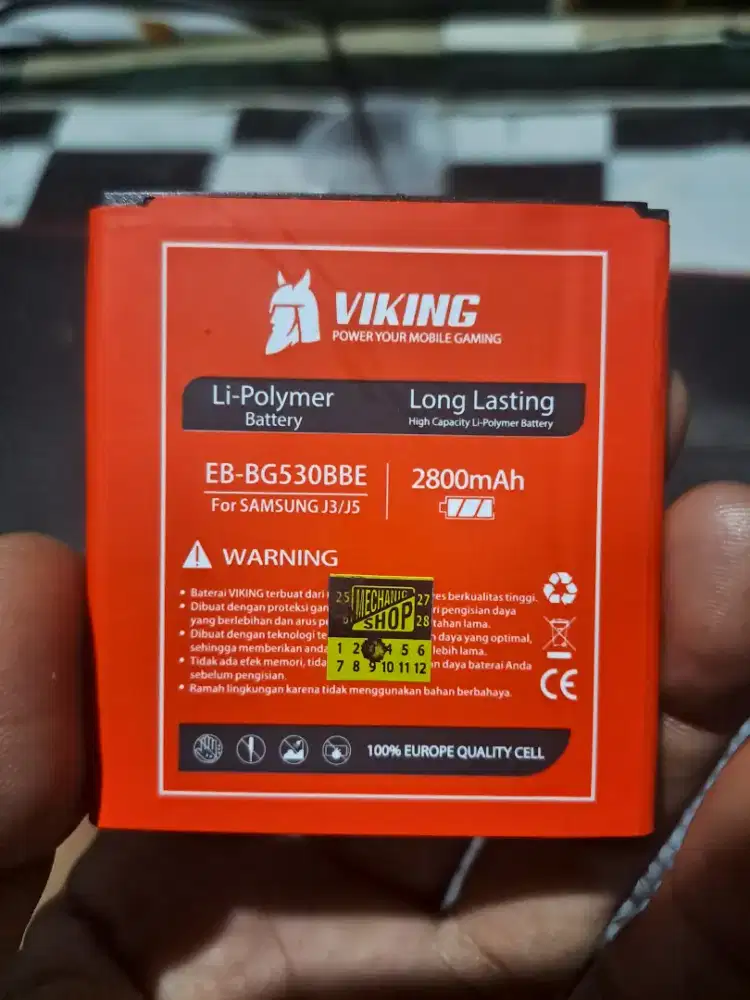 VIKING
POWER YOUR MOBILE GAMING
Li-Polymer
Battery
Long Lasting
High Capacity Li-Polymer Battery
EB-BG530BBE
For SAMSUNG J3/J5
2800mAh
WARNING
• Baterai VIKING terbuat dari res berkualitas tinggi.
• Dibuat dengan proteksi gan ri pengisian daya
yang berlebihan dan arus p tahan lama.
• Dibuat dengan teknologi te daya yang optimal,
sehingga memberikan anda lebih lama.
• Tidak ada efek memori, tida n daya baterai Anda
sebelum pengisian.
• Ramah lingkungan karena tidak menggunakan bahan berbahaya.
25 MECHANIC 27
SHOP 28
1 2 4 5 6
7 8 9 10 11 12
CE
100% EUROPE QUALITY CELL